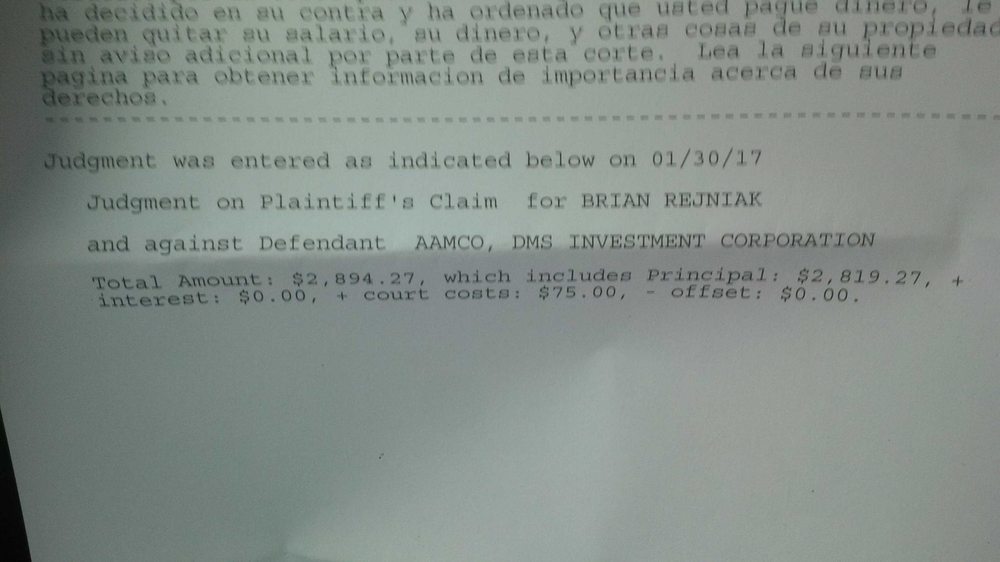 ha decidido en su contra y ha ordenado que usted pague dinero, le
pueden quitar su salario, su dinero, y otras cosas de su propiedad
sin aviso adicional por parte de esta corte. Lea la siguiente
pagina para obtener informacion de importancia acerca de sus
derechos.
Judgment was entered as indicated below on 01/30/17
Judgment on Plaintiff's Claim for BRIAN REJNIAK
and against Defendant AAMCO, DMS INVESTMENT CORPORATION
Total Amount: $2,894.27, which includes Principal: $2,819.27, +
interest: $0.00, + court costs: $75.00, - offset: $0.00.